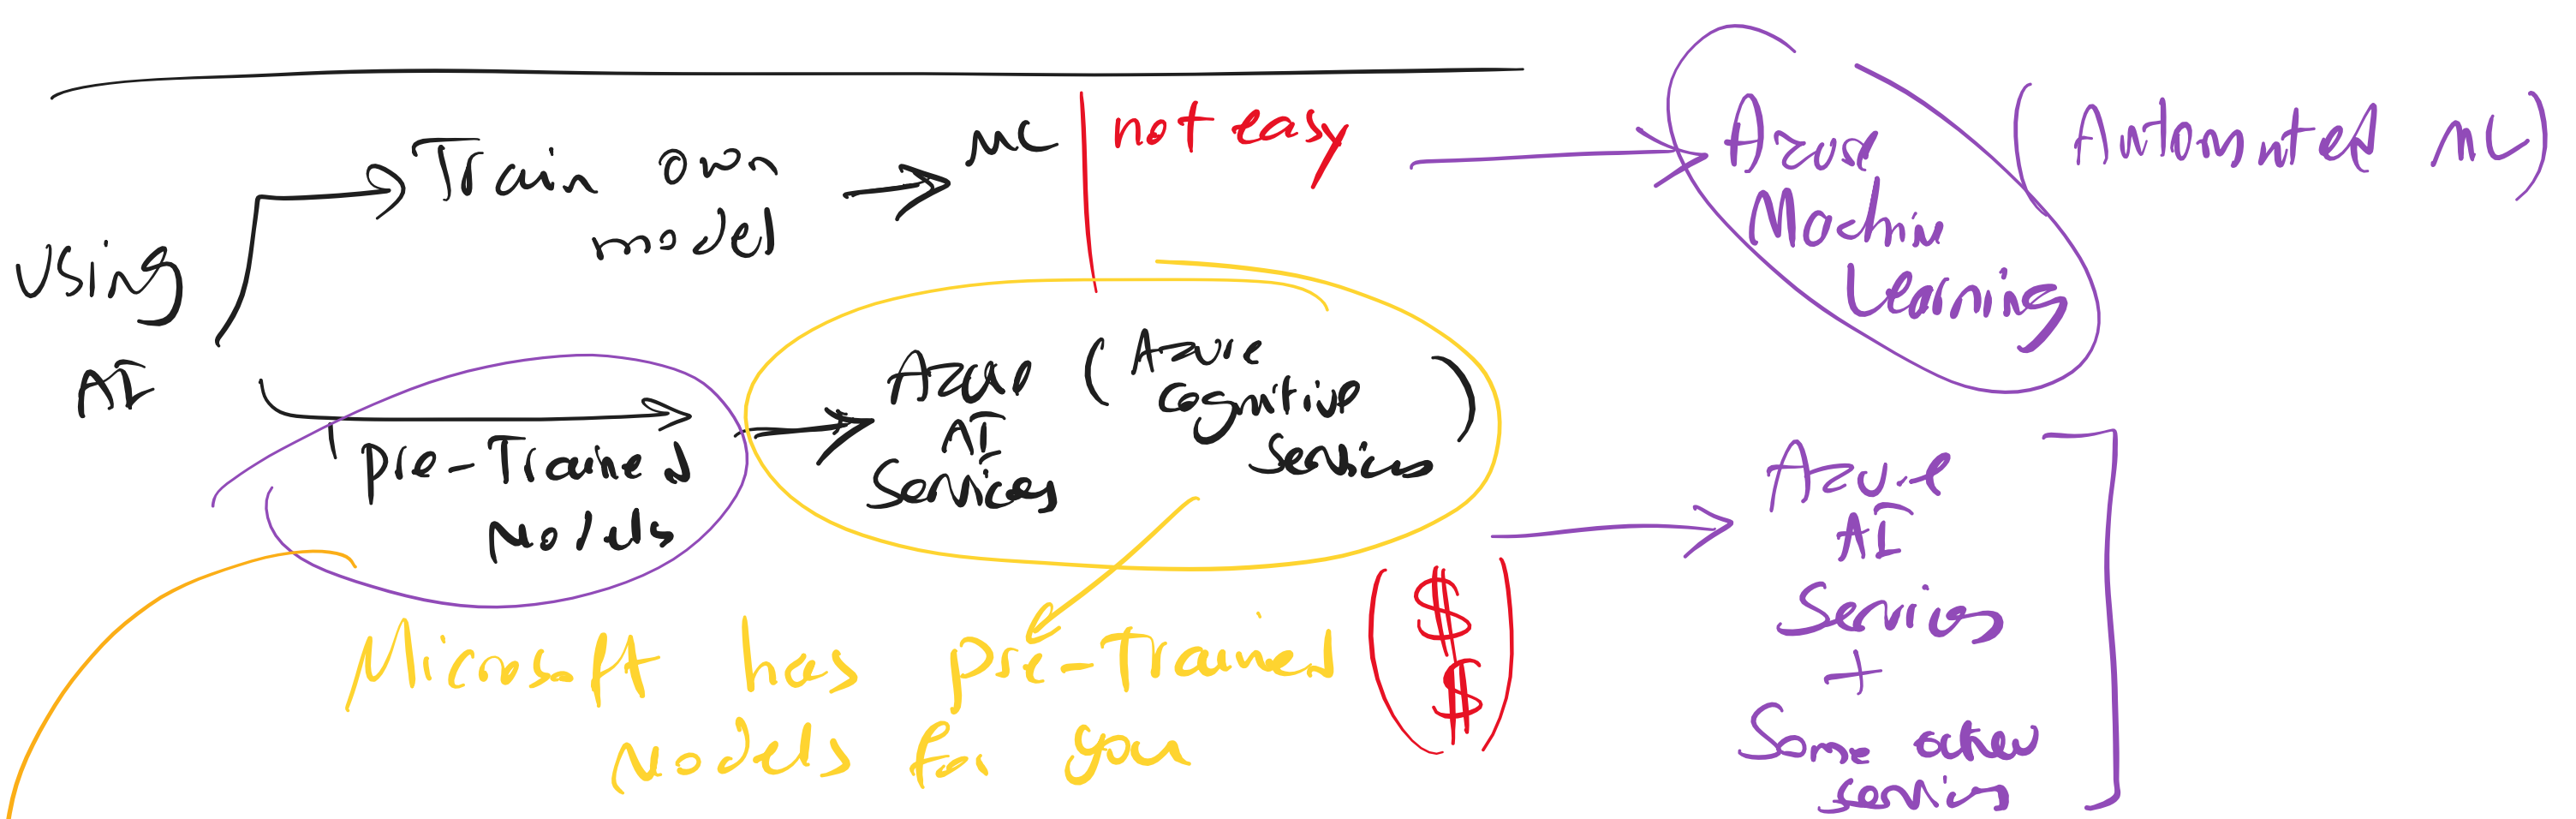 Using
AI
Train own
model
ML
not easy
Azure
Machine
Learning
(Automated ML)
pre-Trained
Models
Azure
AI
Services
(Azure
Cognitive
Services)
Microsoft has pre-Trained
Models for you
($
$)
Azure
AI
Services
+
Some other
services